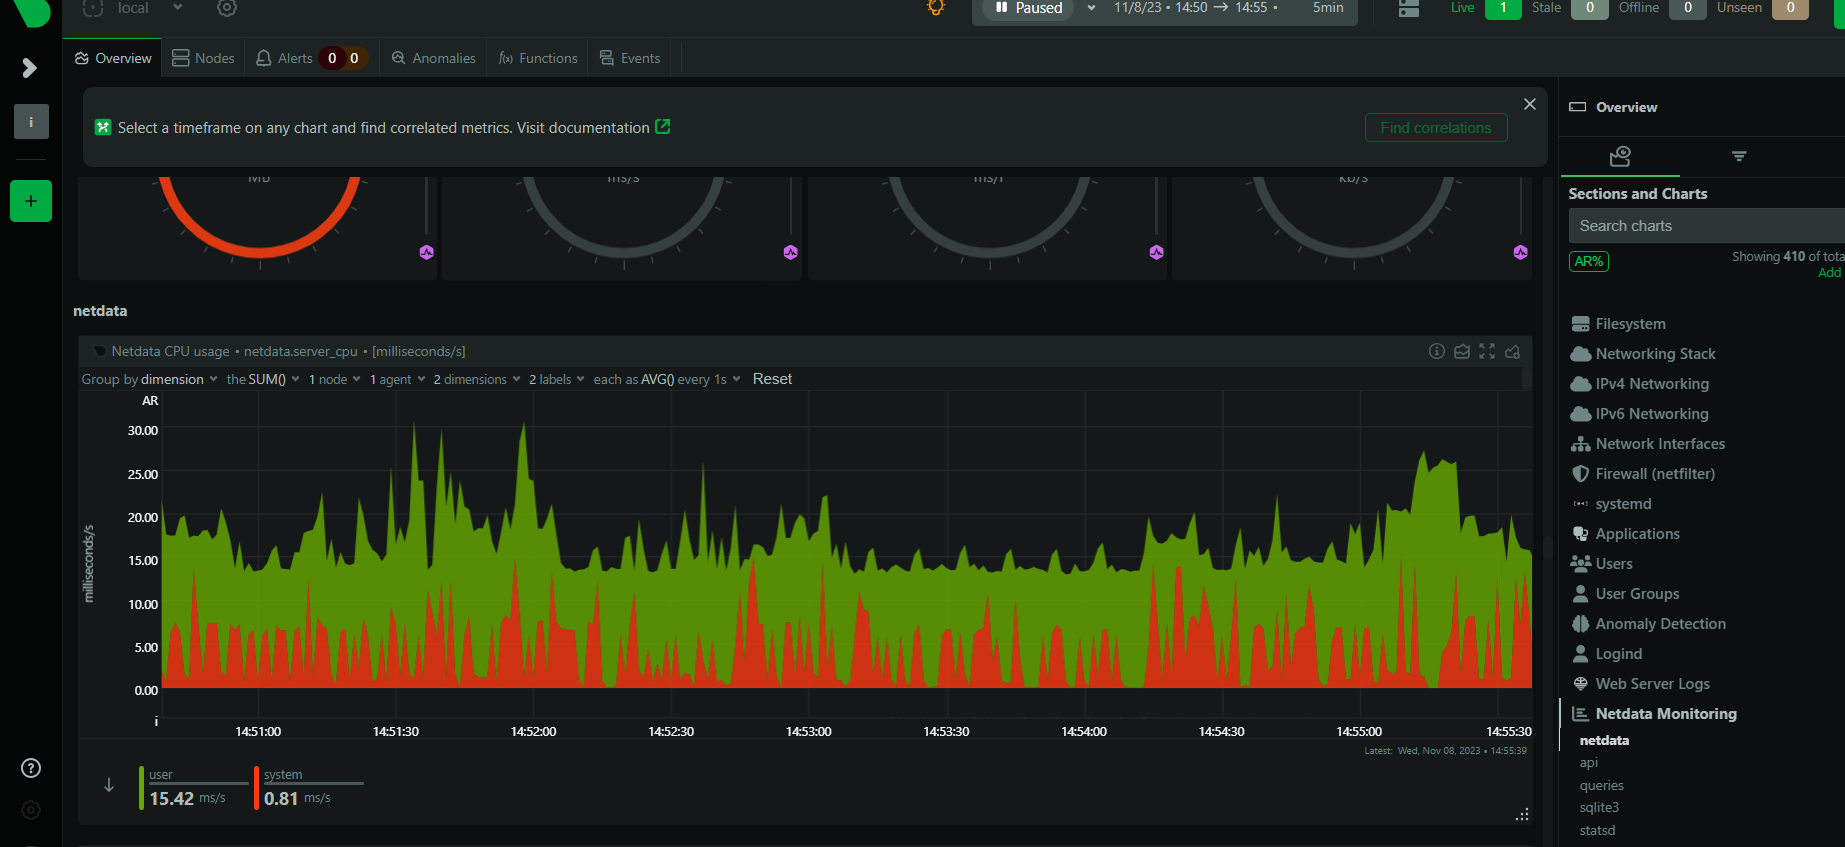 local
Paused 11/8/23 • 14:50 → 14:55 • 5min
Live 1 Stale 0 Offline 0 Unseen 0
Overview Nodes Alerts 0 0 Anomalies f(x) Functions Events
Select a timeframe on any chart and find correlated metrics. Visit documentation
Find correlations
MB ms/s kb/s
netdata
Netdata CPU usage • netdata.server_cpu • [milliseconds/s]
Group by dimension the SUM() 1 node 1 agent 2 dimensions 2 labels each as AVG() every 1s Reset
AR
30.00
25.00
20.00
15.00
10.00
5.00
0.00
milliseconds/s
i
14:51:00 14:51:30 14:52:00 14:52:30 14:53:00 14:53:30 14:54:00 14:54:30 14:55:00 14:55:30
Latest: Wed, Nov 08, 2023 • 14:55:39
user
15.42 ms/s
system
0.81 ms/s
i
+
?
Overview
Sections and Charts
Search charts
AR%
Showing 410 of tota
Add
Filesystem
Networking Stack
IPv4 Networking
IPv6 Networking
Network Interfaces
Firewall (netfilter)
systemd
Applications
Users
User Groups
Anomaly Detection
Logind
Web Server Logs
Netdata Monitoring
netdata
api
queries
sqlite3
statsd